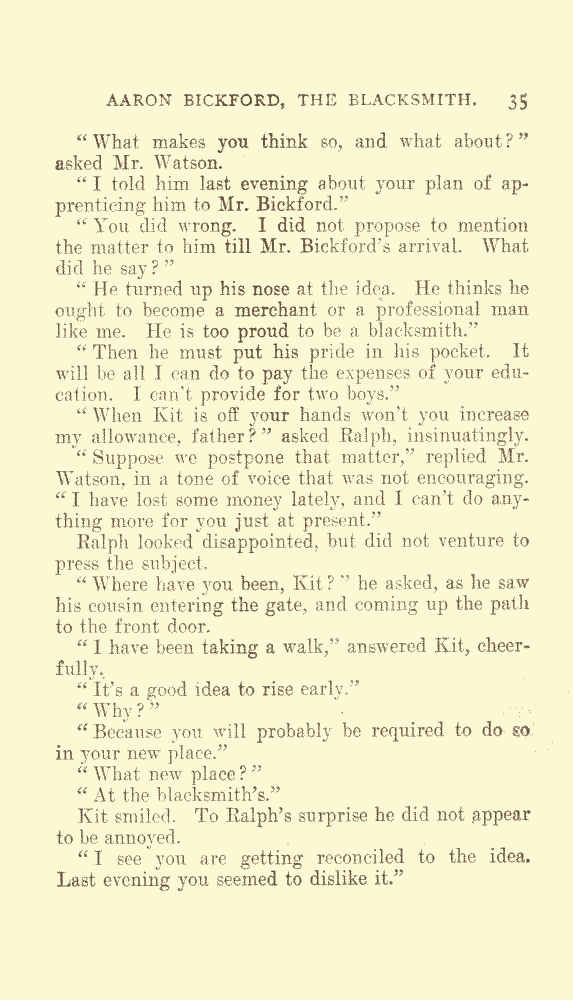 AARON BICKFORD, THE BLACKSMITH. 35
“What makes you think so, and what about?”
asked Mr. Watson.
“I told him last evening about your plan of ap-
prenticing him to Mr. Bickford.”
“You did wrong. I did not propose to mention
the matter to him till Mr. Bickford’s arrival. What
did he say?”
“He turned up his nose at the idea. He thinks he
ought to become a merchant or a professional man
like me. He is too proud to be a blacksmith.”
“Then he must put his pride in his pocket. It
will be all I can do to pay the expenses of your edu-
cation. I can’t provide for two boys.”
“When Kit is off your hands won’t you increase
my allowance, father?” asked Ralph, insinuatingly.
“Suppose we postpone that matter,” replied Mr.
Watson, in a tone of voice that was not encouraging.
“I have lost some money lately, and I can’t do any-
thing more for you just at present.”
Ralph looked disappointed, but did not venture to
press the subject.
“Where have you been, Kit?” he asked, as he saw
his cousin entering the gate, and coming up the path
to the front door.
“I have been taking a walk,” answered Kit, cheer-
fully.
“It’s a good idea to rise early.”
“Why?”
“Because you will probably be required to do so
in your new place.”
“What new place?”
“At the blacksmith’s.”
Kit smiled. To Ralph’s surprise he did not appear
to be annoyed.
“I see you are getting reconciled to the idea.
Last evening you seemed to dislike it.”